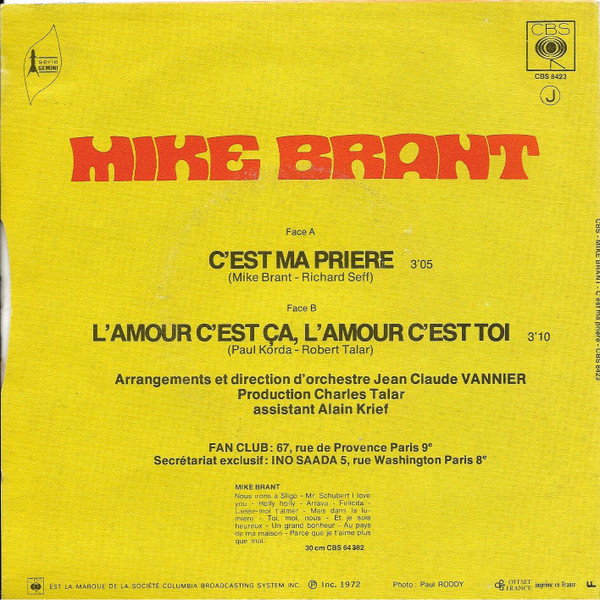 série
GEMINI
CBS
CBS 8423
J
MIKE BRANT
Face A
C'EST MA PRIERE 3'05
(Mike Brant - Richard Seff)
Face B
L'AMOUR C'EST ÇA, L'AMOUR C'EST TOI 3'10
(Paul Korda - Robert Talar)
Arrangements et direction d'orchestre Jean Claude VANNIER
Production Charles Talar
assistant Alain Krief
FAN CLUB : 67, rue de Provence Paris 9e
Secrétariat exclusif : INO SAADA 5, rue Washington Paris 8e
MIKE BRANT
Nous irons à Sligo - Mr. Schubert I love
you - Holly holly - Arrava - Felicita -
Laisse-moi t'aimer - Mais dans la lu-
mière - Toi, moi, nous - Et je suis
heureux - Un grand bonheur - Au pays
de ma maison - Parce que je t'aime plus
que moi.
30 cm CBS 64382
CBS - MIKE BRANT - C'est ma prière - CBS 8423
EST LA MARQUE DE LA SOCIÉTÉ COLUMBIA BROADCASTING SYSTEM INC. Ⓟ Inc. 1972 Photo : Paul RODDY OFFSET FRANCE imprimé en France F